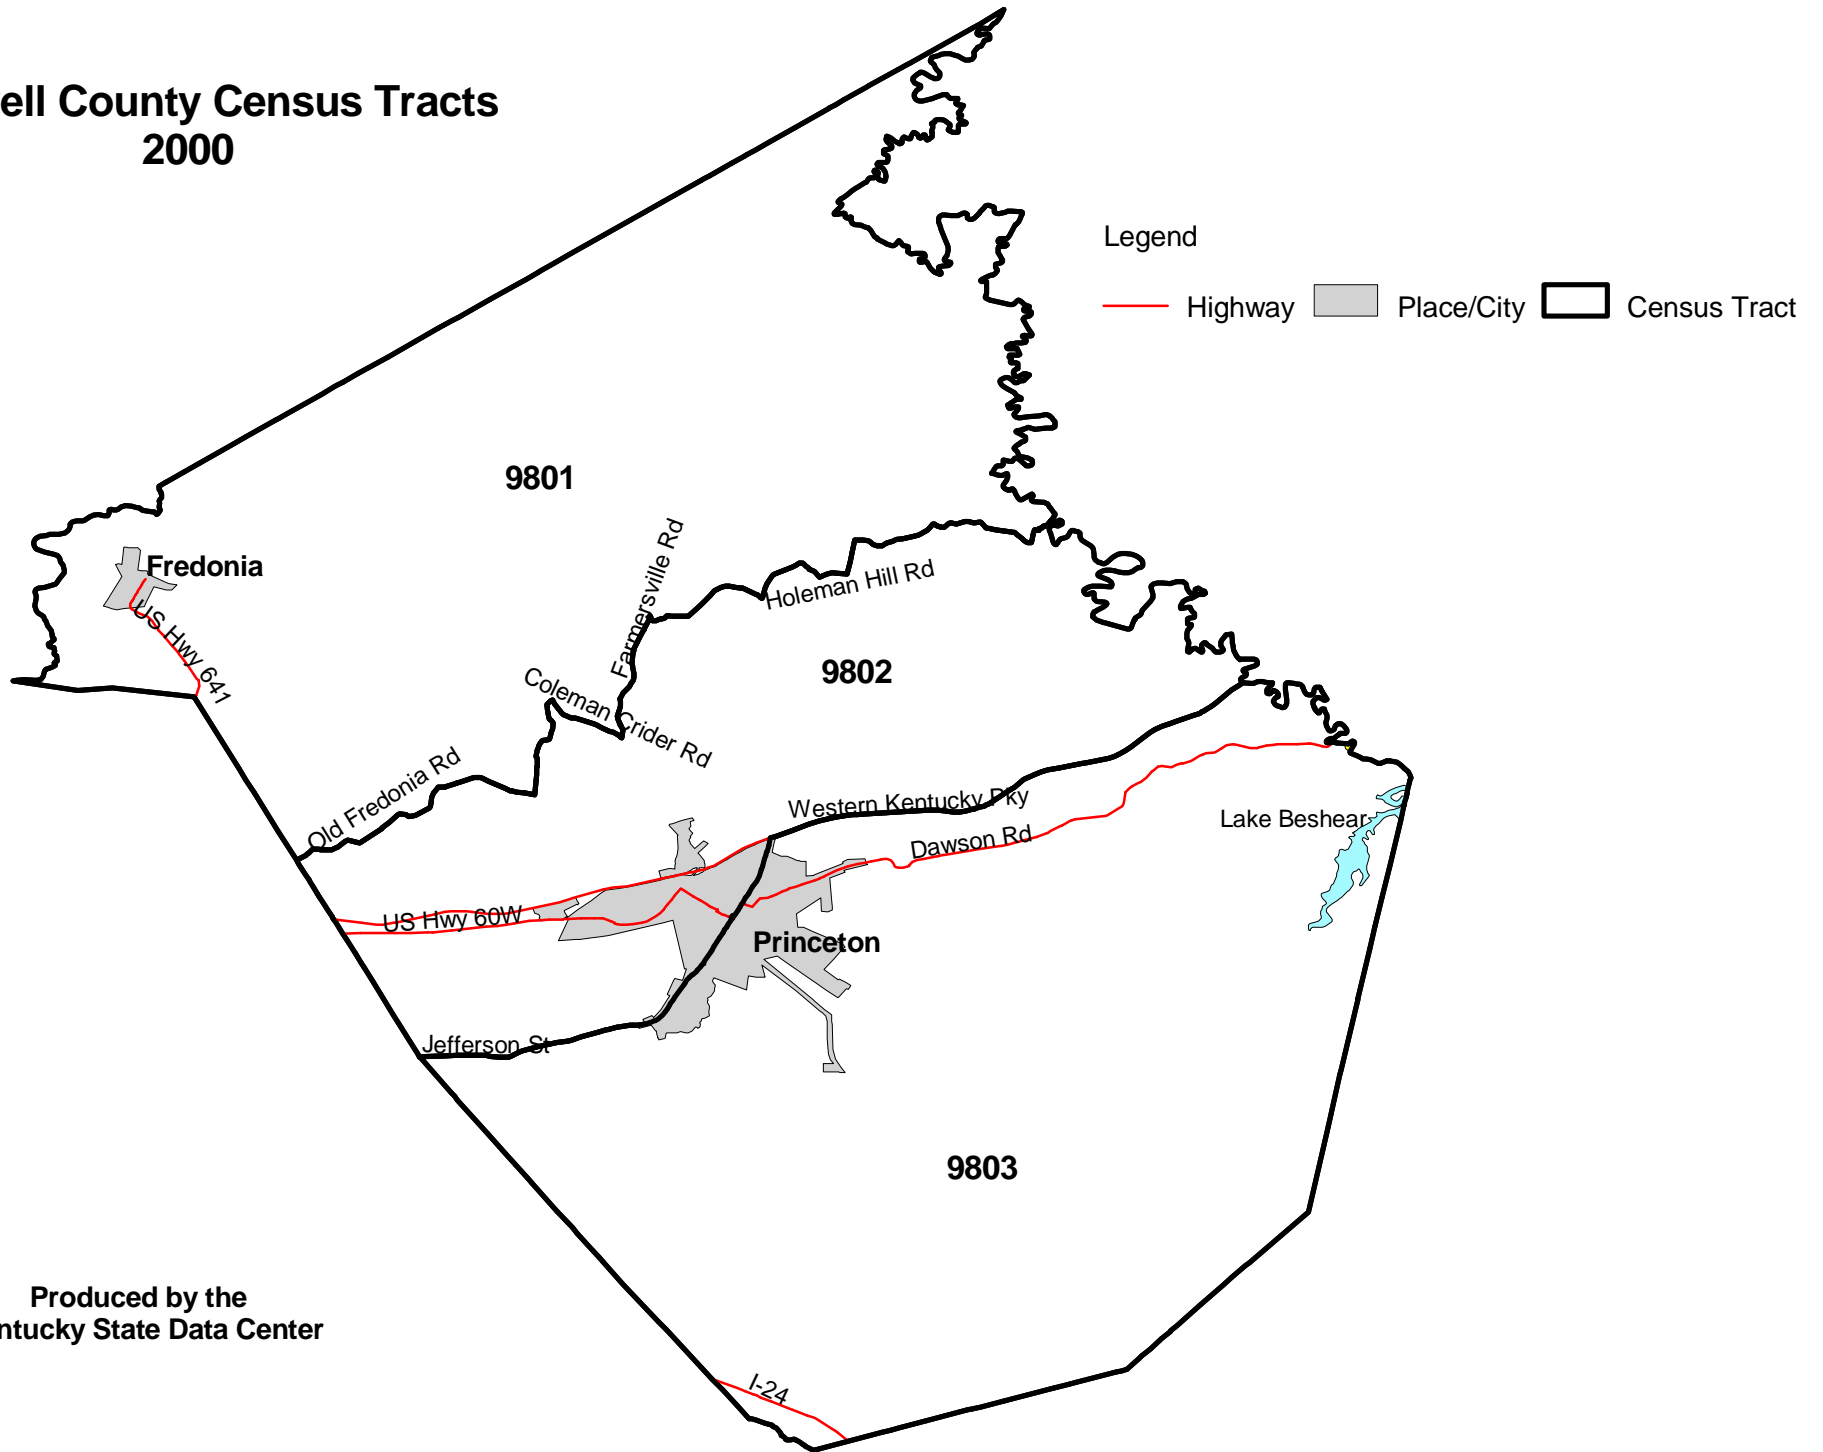 ell County Census Tracts
2000
Legend
Highway
Place/City
Census Tract
9801
Fredonia
US Hwy 641
Farmersville Rd
Holeman Hill Rd
9802
Coleman Crider Rd
Old Fredonia Rd
Western Kentucky Pky
Dawson Rd
Lake Beshear
US Hwy 60W
Princeton
Jefferson St
9803
Produced by the
ntucky State Data Center
I-24